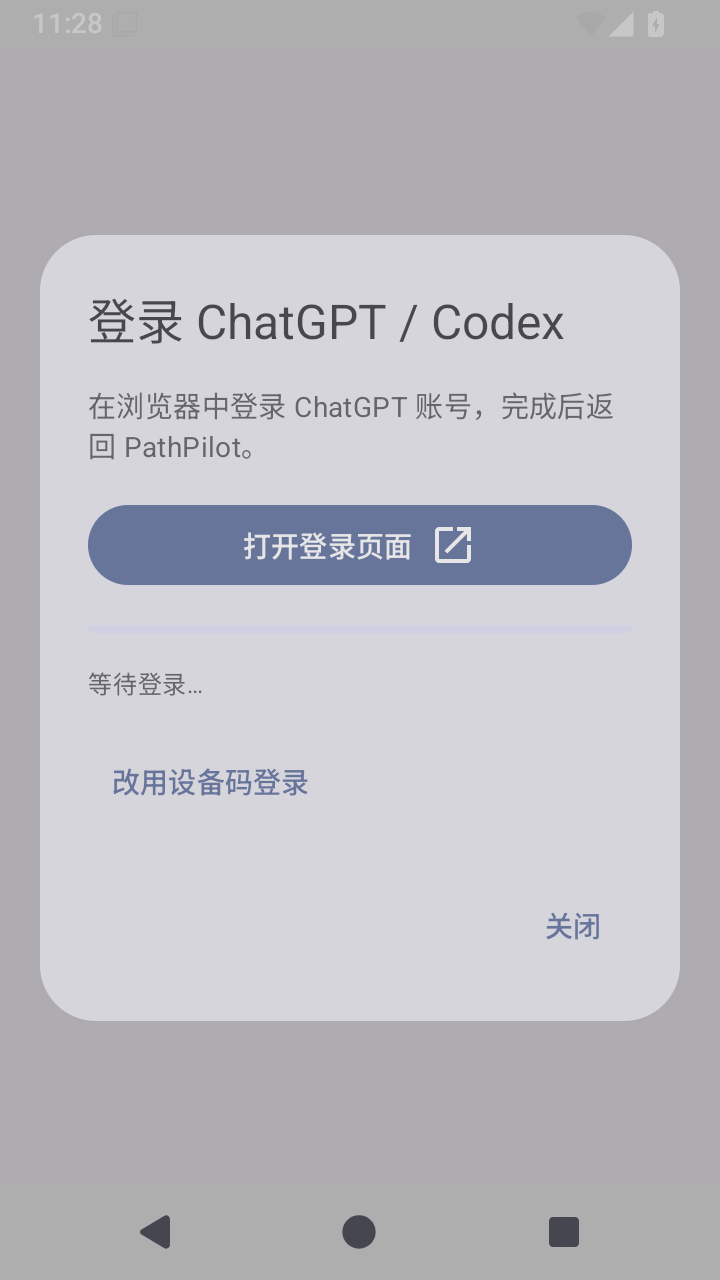 11:28
登录 ChatGPT / Codex
在浏览器中登录 ChatGPT 账号，完成后返
回 PathPilot。
打开登录页面
等待登录…
改用设备码登录
关闭